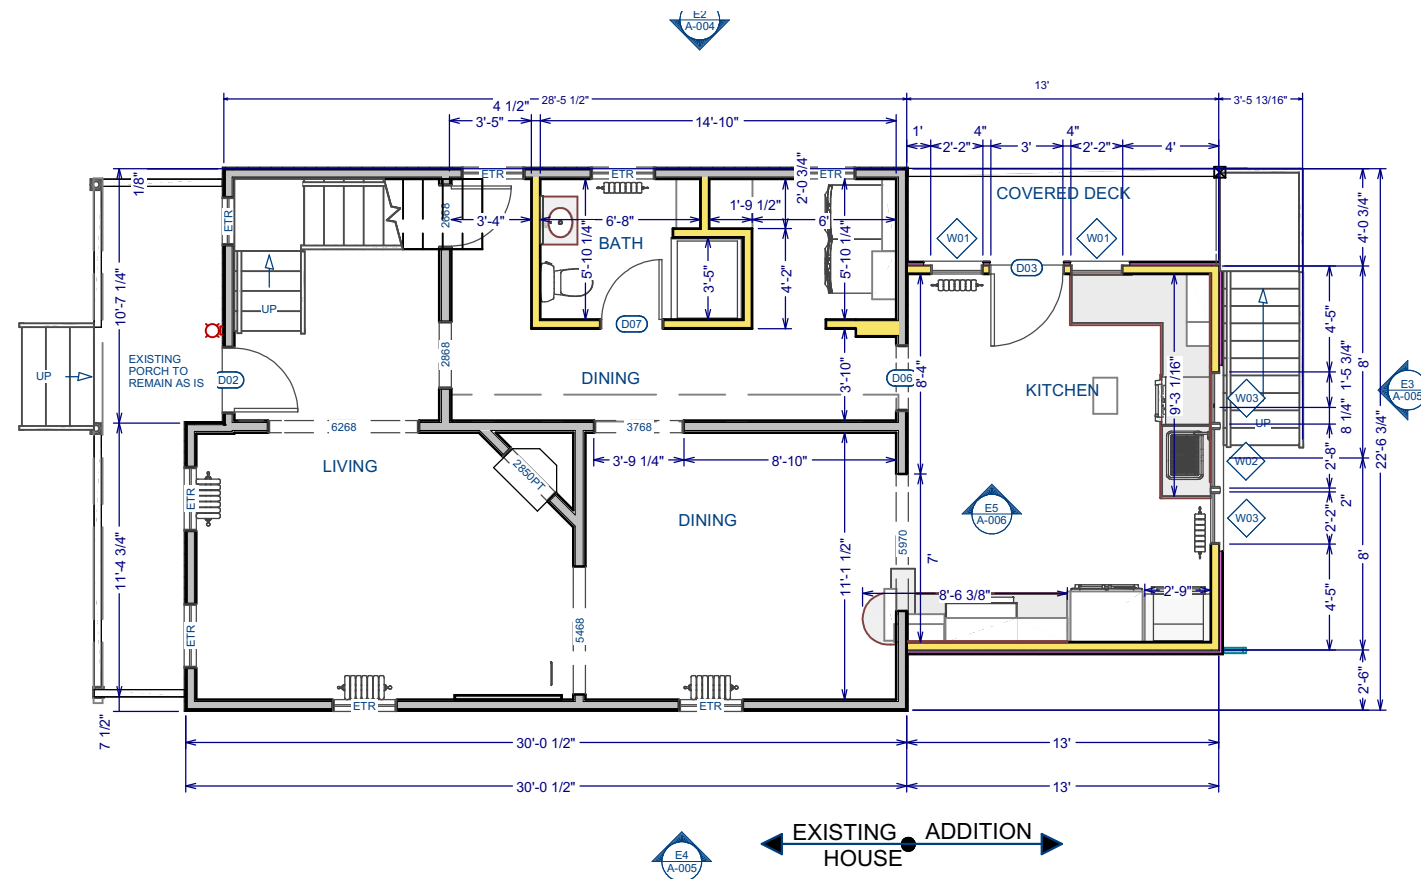 E2
A-004
13'
28'-5 1/2"
3'-5 13/16"
4 1/2"
3'-5"
14'-10"
1'
4"
4"
2'-2"
3'
2'-2"
4'
ETR
ETR
ETR
1/8"
2'-0 3/4"
COVERED DECK
4'-0 3/4"
ETR
2668
3'-4"
6'-8"
1'-9 1/2"
6'
BATH
W01
W01
5'-10 1/4"
3'-5"
4'-2"
5'-10 1/4"
D03
10'-7 1/4"
UP
D07
4'-5"
8'
EXISTING
PORCH TO
REMAIN AS IS
UP
D02
2868
DINING
3'-10"
D06
8'-4"
KITCHEN
9'-3 1/16"
W03
UP
1'-5 3/4"
8 1/4"
22'-6 3/4"
E3
A-005
6268
3768
LIVING
2850PT
3'-9 1/4"
8'-10"
W02
2'-8"
ETR
DINING
E5
A-006
W03
2'-2"
2"
11'-4 3/4"
11'-1 1/2"
5970
7'
8'
ETR
5468
8'-6 3/8"
2'-9"
4'-5"
2'-6"
7 1/2"
ETR
ETR
30'-0 1/2"
13'
30'-0 1/2"
13'
E4
A-005
EXISTING
HOUSE
ADDITION